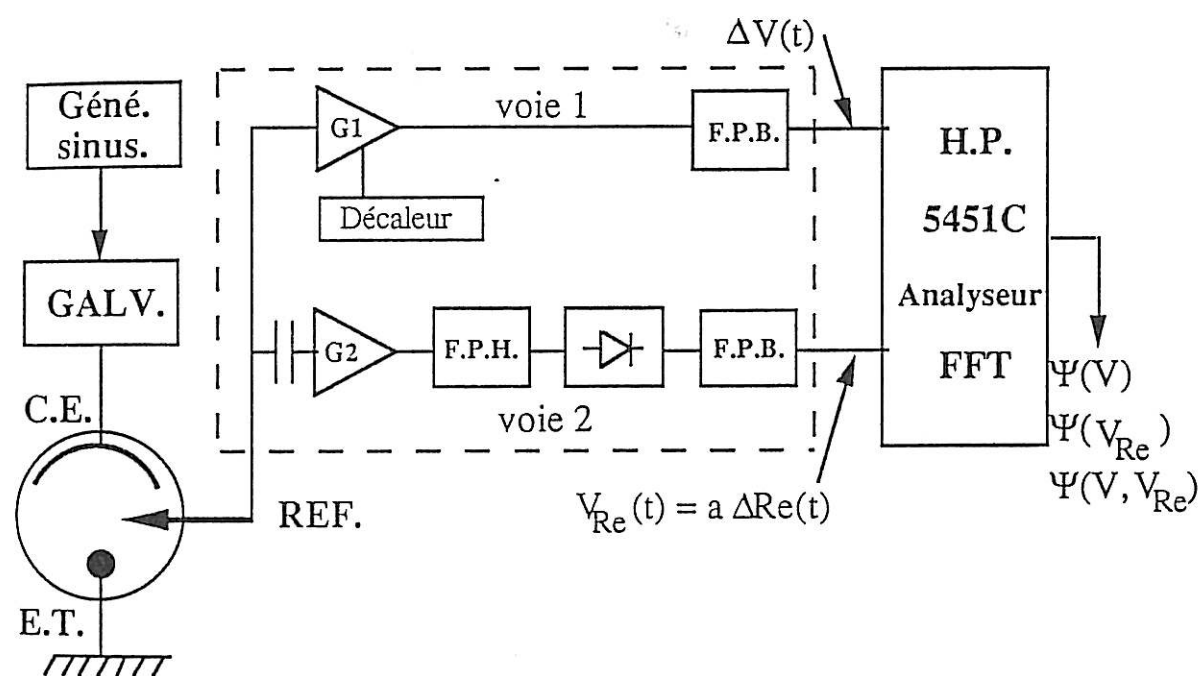 ΔV(t)
Géné.
sinus.
GALV.
C.E.
REF.
E.T.
G1
voie 1
F.P.B.
Décaleur
G2
F.P.H.
F.P.B.
voie 2
V_Re(t) = a ΔRe(t)
H.P.
5451C
Analyseur
FFT
Ψ(V)
Ψ(V_Re)
Ψ(V, V_Re)